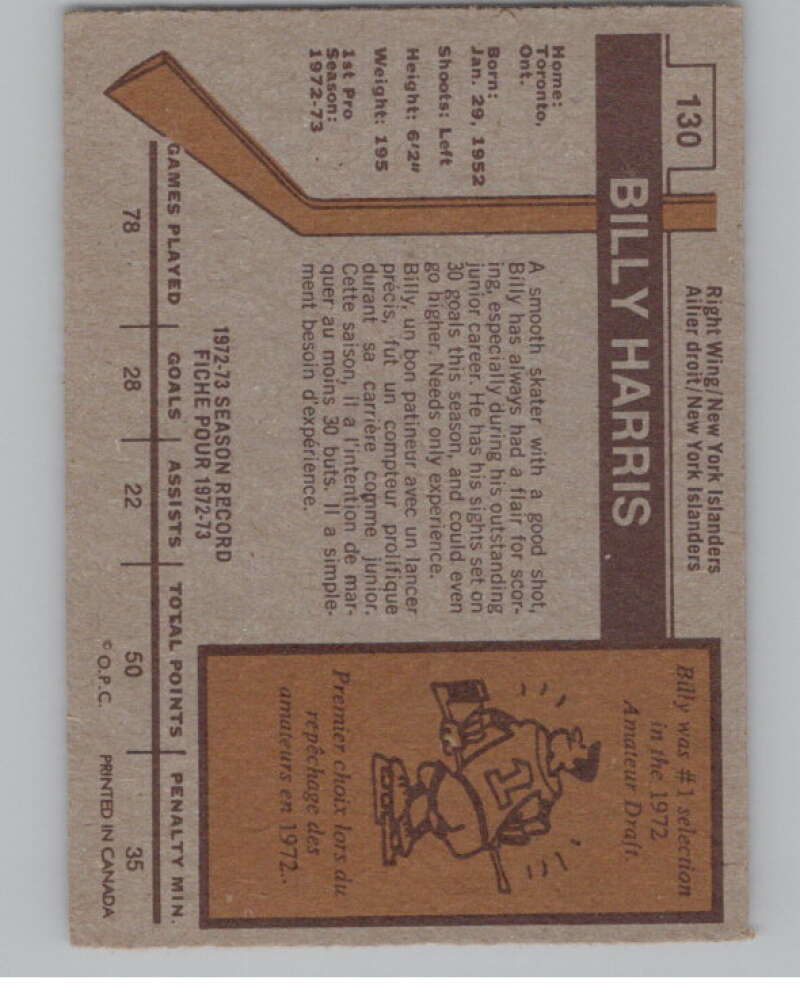 130
Right Wing/New York Islanders
Ailier droit/New York Islanders
BILLY HARRIS
Home:
Toronto,
Ont.
Born:
Jan. 29, 1952
Shoots: Left
Height: 6'2"
Weight: 195
1st Pro
Season:
1972-73
A smooth skater with a good shot,
Billy has always had a flair for scor-
ing, especially during his outstanding
junior career. He has his sights set on
30 goals this season, and could even
go higher. Needs only experience.
Billy, un bon patineur avec un lancer
précis, fut un compteur prolifique
durant sa carrière comme junior.
Cette saison, il a l'intention de mar-
quer au moins 30 buts. Il a simple-
ment besoin d'expérience.
Billy was #1 selection
in the 1972
Amateur Draft.
1
Premier choix lors du
repêchage des
amateurs en 1972..
1972-73 SEASON RECORD
FICHE POUR 1972-73
GAMES PLAYED GOALS ASSISTS TOTAL POINTS PENALTY MIN.
78 28 22 50 35
© O.P.C. PRINTED IN CANADA